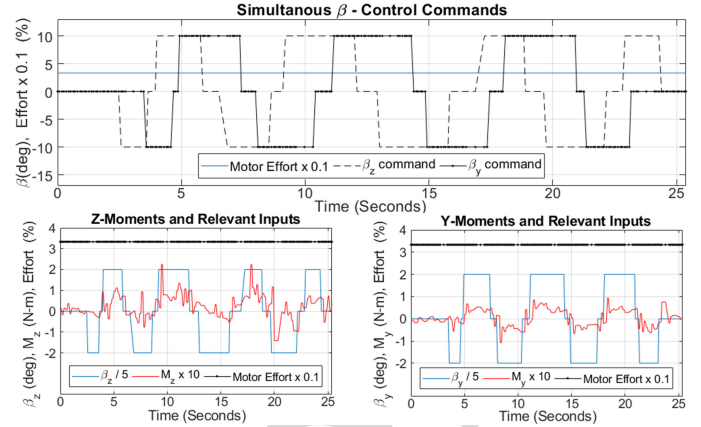 Simultanous β - Control Commands
β(deg), Effort x 0.1 (%)
10
5
0
-5
-10
-15
Motor Effort x 0.1
β_z command
β_y command
0
5
10
15
20
25
Time (Seconds)
Z-Moments and Relevant Inputs
β_z (deg), M_z (N-m), Effort (%)
4
3
2
1
0
-1
-2
β_z / 5
M_z x 10
Motor Effort x 0.1
0
5
10
15
20
25
Time (Seconds)
Y-Moments and Relevant Inputs
β_y (deg), M_y (N-m), Effort (%)
4
3
2
1
0
-1
-2
β_y / 5
M_y x 10
Motor Effort x 0.1
0
5
10
15
20
25
Time (Seconds)